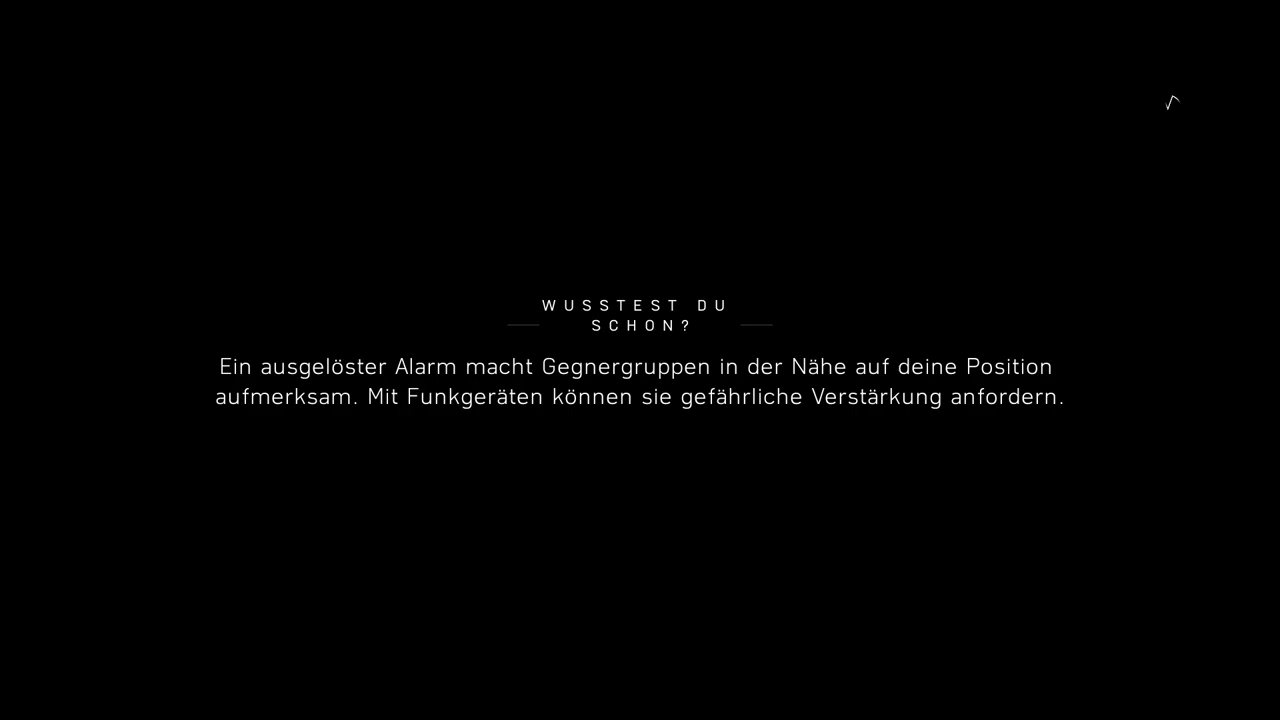 WUSSTEST DU
SCHON?
Ein ausgelöster Alarm macht Gegnergruppen in der Nähe auf deine Position
aufmerksam. Mit Funkgeräten können sie gefährliche Verstärkung anfordern.